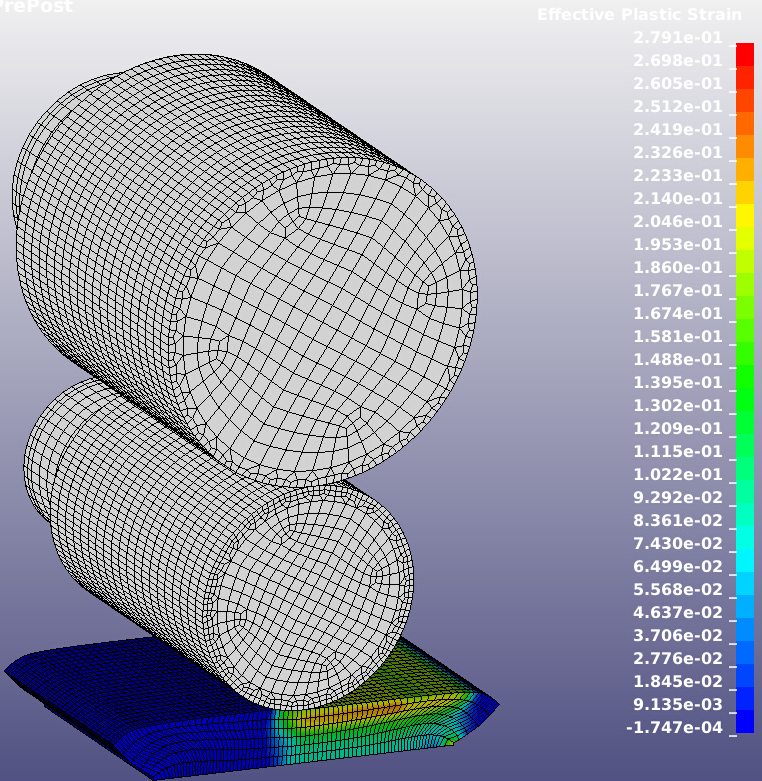 rePost
Effective Plastic Strain
2.791e-01
2.698e-01
2.605e-01
2.512e-01
2.419e-01
2.326e-01
2.233e-01
2.140e-01
2.046e-01
1.953e-01
1.860e-01
1.767e-01
1.674e-01
1.581e-01
1.488e-01
1.395e-01
1.302e-01
1.209e-01
1.115e-01
1.022e-01
9.292e-02
8.361e-02
7.430e-02
6.499e-02
5.568e-02
4.637e-02
3.706e-02
2.776e-02
1.845e-02
9.135e-03
-1.747e-04